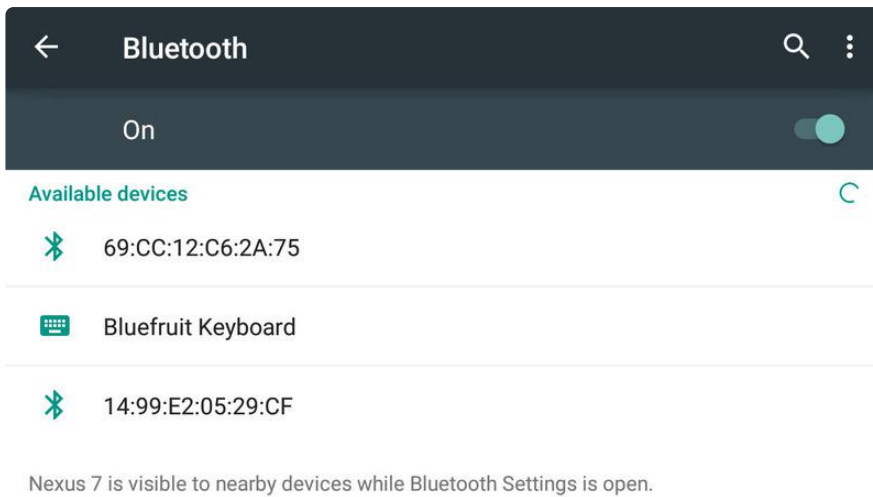 Bluetooth
On
Available devices
69:CC:12:C6:2A:75
Bluefruit Keyboard
14:99:E2:05:29:CF
Nexus 7 is visible to nearby devices while Bluetooth Settings is open.